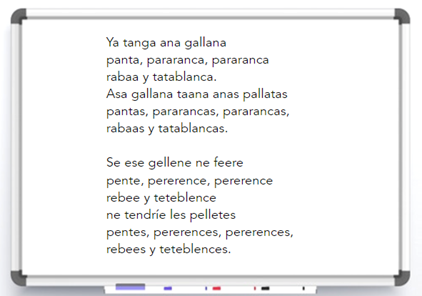 Ya tanga ana gallana
panta, pararanca, pararanca
rabaa y tatablanca.
Asa gallana taana anas pallatas
pantas, pararancas, pararancas,
rabaas y tatablancas.

Se ese gellene ne feere
pente, pererence, pererence
rebee y teteblence
ne tendríe les pelletes
pentes, pererences, pererences,
rebees y teteblences.